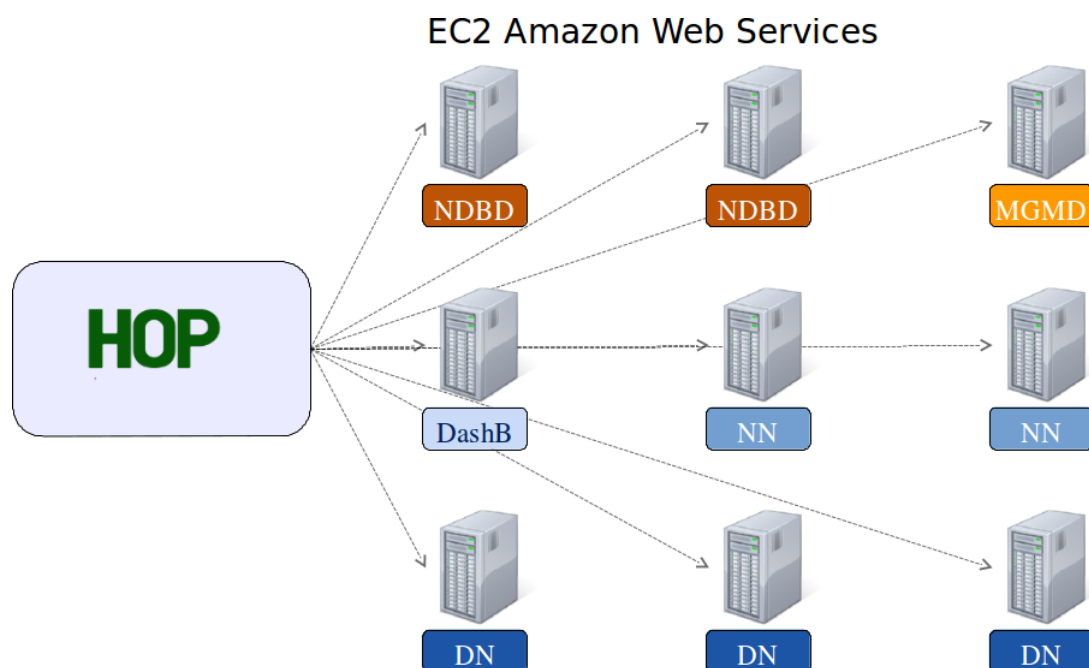 EC2 Amazon Web Services
NDBD NDBD MGMD
HOP
DashB NN NN
DN DN DN